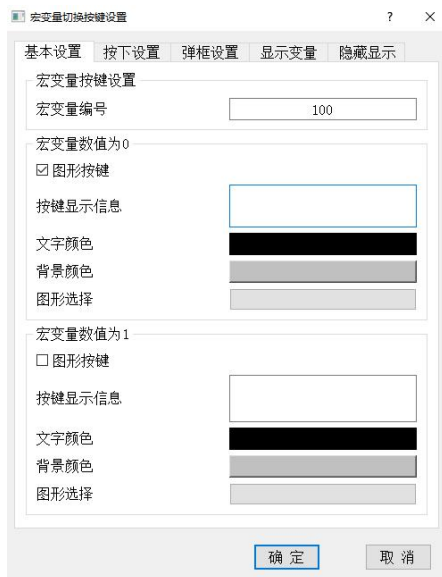 宏变量切换按键设置
基本设置 按下设置 弹框设置 显示变量 隐藏显示
宏变量按键设置
宏变量编号 100
宏变量数值为0
图形按键
按键显示信息
文字颜色
背景颜色
图形选择
宏变量数值为1
图形按键
按键显示信息
文字颜色
背景颜色
图形选择
确定 取消